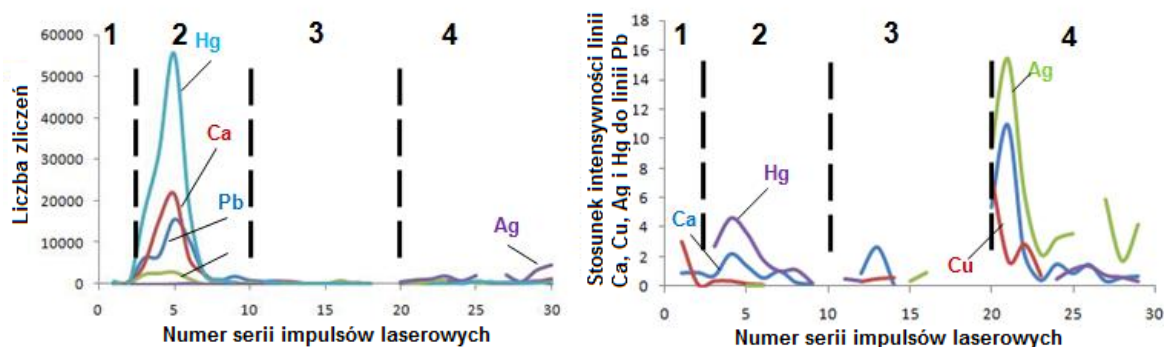 Liczba zliczeń
60000
50000
40000
30000
20000
10000
0
1 2 3 4
Hg
Ca
Pb
Ag
0 5 10 15 20 25 30
Numer serii impulsów laserowych
Stosunek intensywności linii
Ca, Cu, Ag i Hg do linii Pb
18
16
14
12
10
8
6
4
2
0
1 2 3 4
Ag
Hg
Ca
Cu
0 5 10 15 20 25 30
Numer serii impulsów laserowych